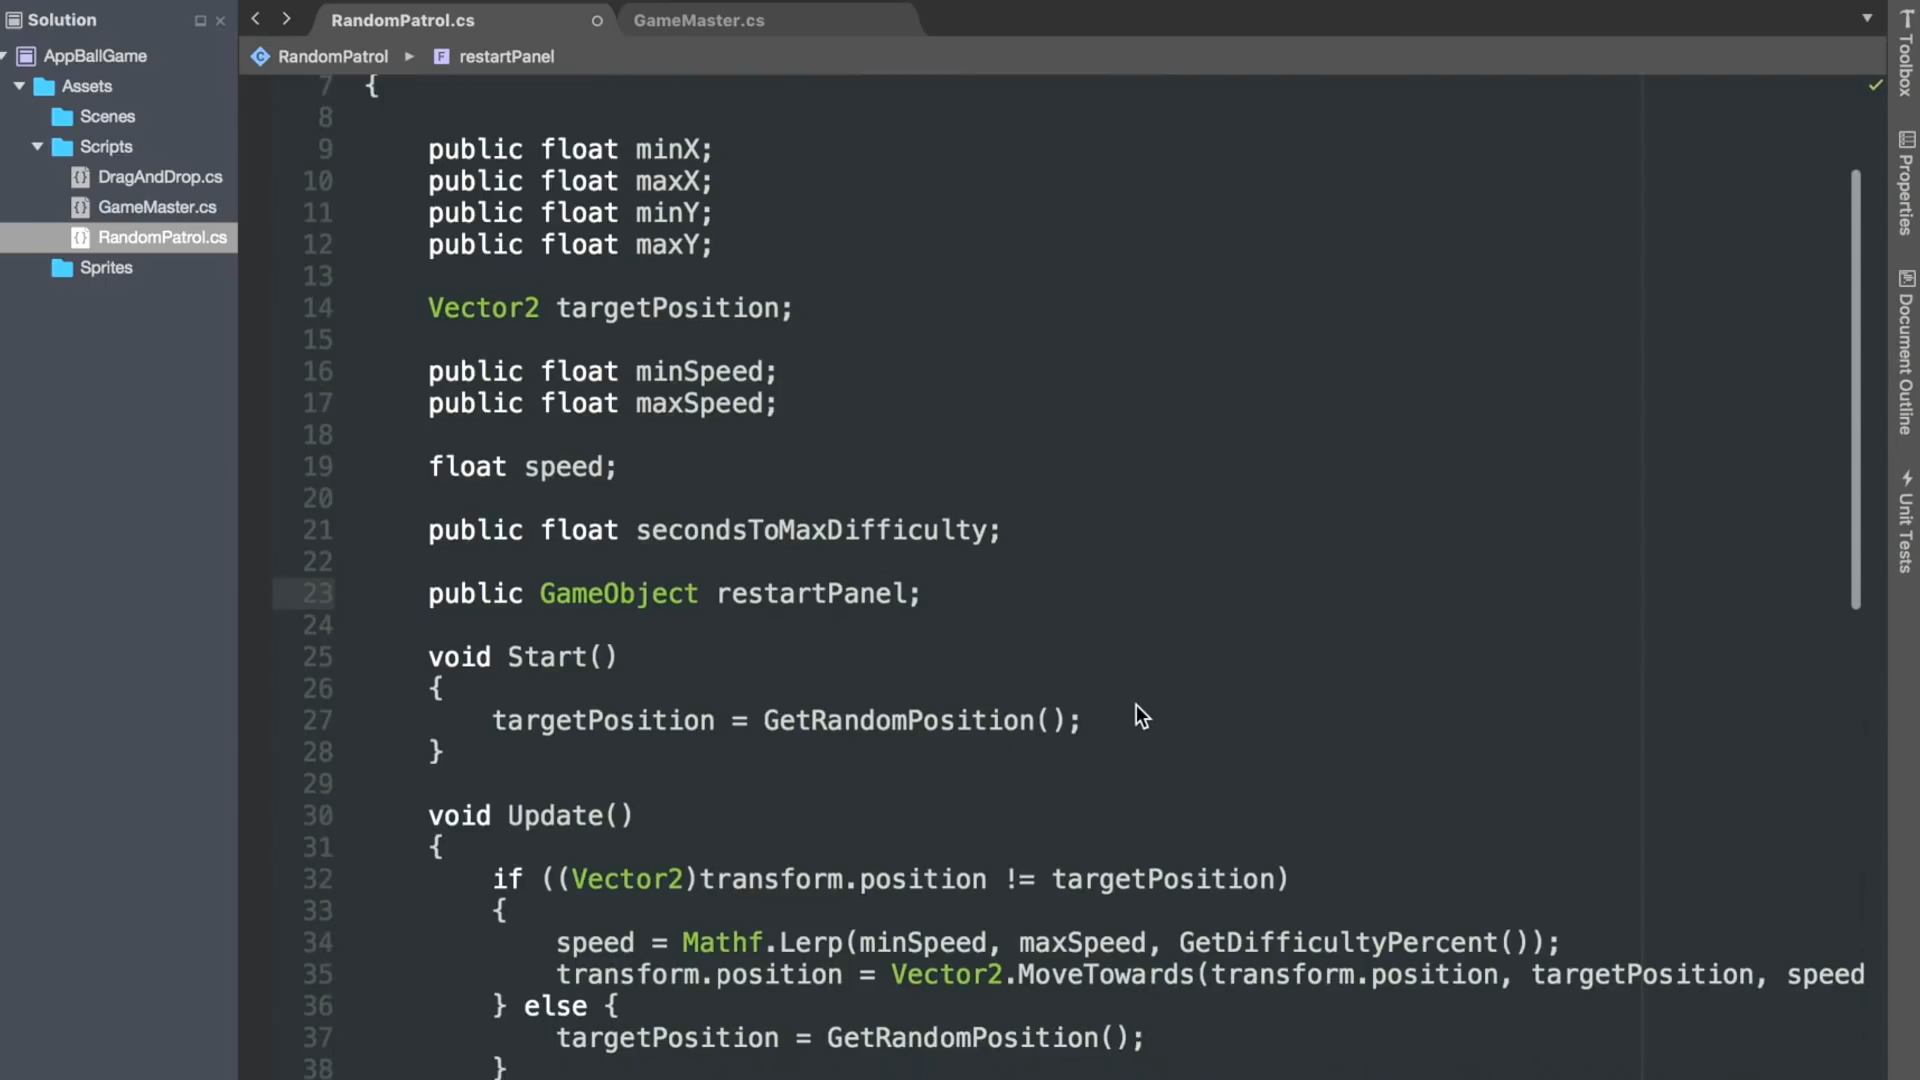 Solution
RandomPatrol.cs
GameMaster.cs
RandomPatrol
restartPanel
AppBallGame
Assets
Scenes
Scripts
DragAndDrop.cs
GameMaster.cs
RandomPatrol.cs
Sprites
7 {
8
9 public float minX;
10 public float maxX;
11 public float minY;
12 public float maxY;
13
14 Vector2 targetPosition;
15
16 public float minSpeed;
17 public float maxSpeed;
18
19 float speed;
20
21 public float secondsToMaxDifficulty;
22
23 public GameObject restartPanel;
24
25 void Start()
26 {
27 targetPosition = GetRandomPosition();
28 }
29
30 void Update()
31 {
32 if ((Vector2)transform.position != targetPosition)
33 {
34 speed = Mathf.Lerp(minSpeed, maxSpeed, GetDifficultyPercent());
35 transform.position = Vector2.MoveTowards(transform.position, targetPosition, speed
36 } else {
37 targetPosition = GetRandomPosition();
38 }
Toolbox
Properties
Document Outline
Unit Tests